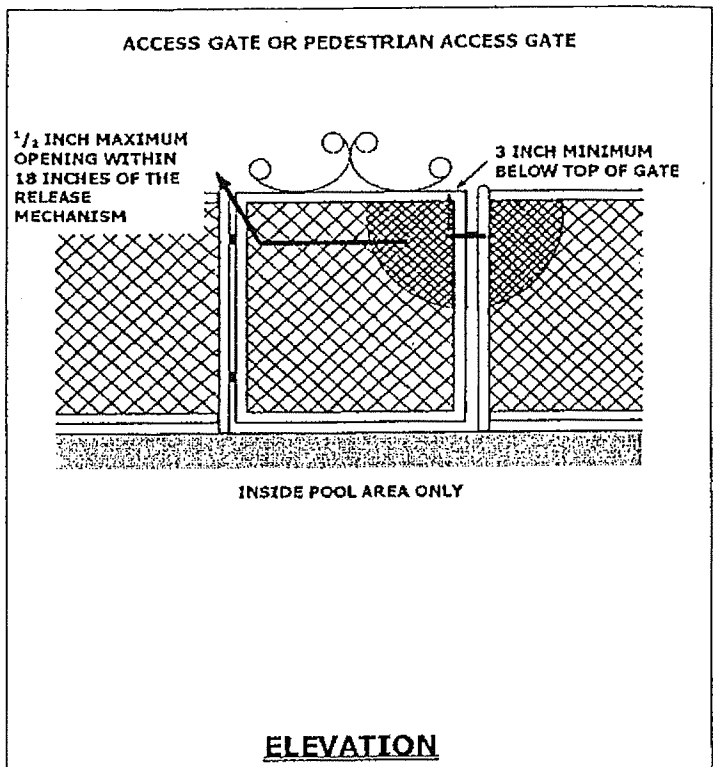 ACCESS GATE OR PEDESTRIAN ACCESS GATE
1/2 INCH MAXIMUM
OPENING WITHIN
18 INCHES OF THE
RELEASE
MECHANISM
3 INCH MINIMUM
BELOW TOP OF GATE
INSIDE POOL AREA ONLY
ELEVATION